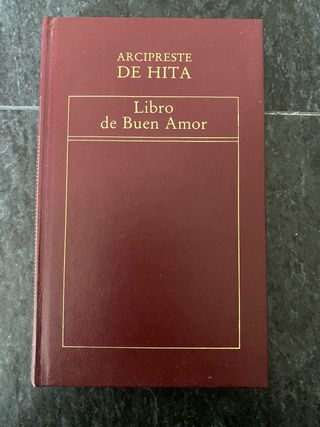 ARCIPRESTE
DE HITA
Libro
de Buen Amor